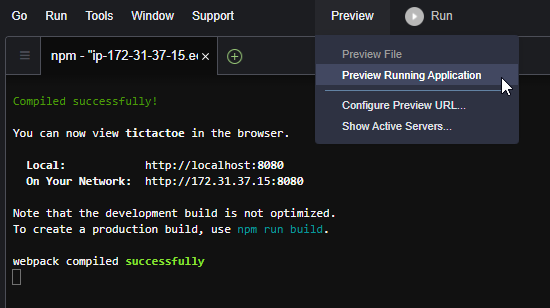 Go Run Tools Window Support Preview Run
npm - "ip-172-31-37-15.ec
Preview File
Preview Running Application
Configure Preview URL...
Show Active Servers...
Compiled successfully!
You can now view tictactoe in the browser.
Local: http://localhost:8080
On Your Network: http://172.31.37.15:8080
Note that the development build is not optimized.
To create a production build, use npm run build.
webpack compiled successfully